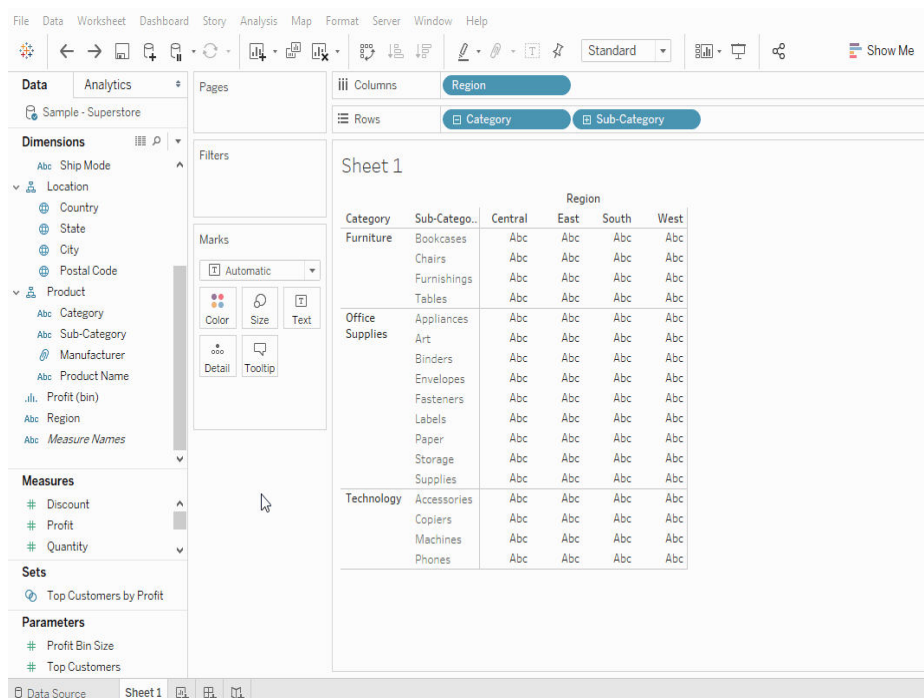 File Data Worksheet Dashboard Story Analysis Map Format Server Window Help
Standard Show Me
Data Analytics
Sample - Superstore
Dimensions
Abc Ship Mode
Location
Country
State
City
Postal Code
Product
Abc Category
Abc Sub-Category
Manufacturer
Abc Product Name
Profit (bin)
Abc Region
Abc Measure Names
Measures
# Discount
# Profit
# Quantity
Sets
Top Customers by Profit
Parameters
# Profit Bin Size
# Top Customers
Pages
Filters
Marks
T Automatic
Color Size Text
Detail Tooltip
Columns Region
Rows Category Sub-Category
Sheet 1
Region
Category Sub-Catego.. Central East South West
Furniture Bookcases Abc Abc Abc Abc
Chairs Abc Abc Abc Abc
Furnishings Abc Abc Abc Abc
Tables Abc Abc Abc Abc
Office Supplies Appliances Abc Abc Abc Abc
Art Abc Abc Abc Abc
Binders Abc Abc Abc Abc
Envelopes Abc Abc Abc Abc
Fasteners Abc Abc Abc Abc
Labels Abc Abc Abc Abc
Paper Abc Abc Abc Abc
Storage Abc Abc Abc Abc
Supplies Abc Abc Abc Abc
Technology Accessories Abc Abc Abc Abc
Copiers Abc Abc Abc Abc
Machines Abc Abc Abc Abc
Phones Abc Abc Abc Abc
Data Source Sheet 1